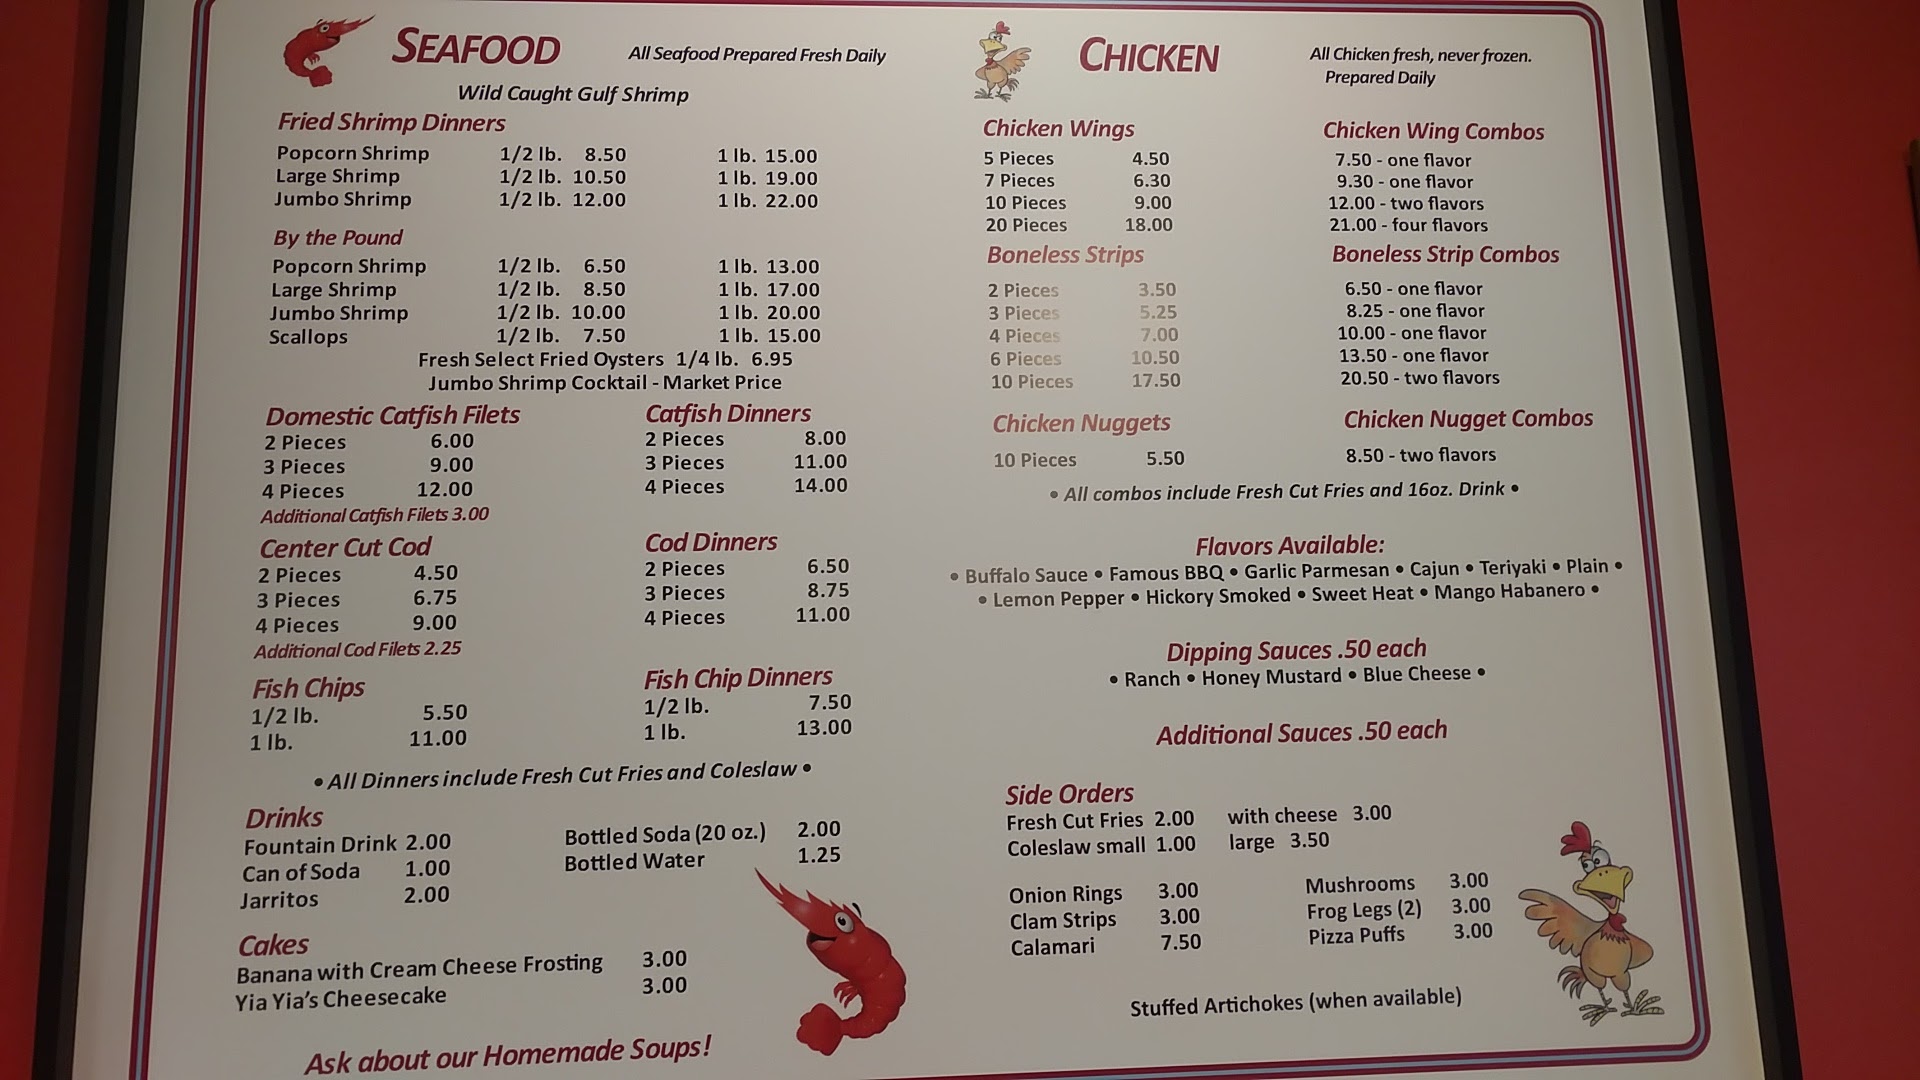 SEAFOOD All Seafood Prepared Fresh Daily
Wild Caught Gulf Shrimp
Fried Shrimp Dinners
Popcorn Shrimp 1/2 lb. 8.50 1 lb. 15.00
Large Shrimp 1/2 lb. 10.50 1 lb. 19.00
Jumbo Shrimp 1/2 lb. 12.00 1 lb. 22.00
By the Pound
Popcorn Shrimp 1/2 lb. 6.50 1 lb. 13.00
Large Shrimp 1/2 lb. 8.50 1 lb. 17.00
Jumbo Shrimp 1/2 lb. 10.00 1 lb. 20.00
Scallops 1/2 lb. 7.50 1 lb. 15.00
Fresh Select Fried Oysters 1/4 lb. 6.95
Jumbo Shrimp Cocktail - Market Price
Domestic Catfish Filets
2 Pieces 6.00
3 Pieces 9.00
4 Pieces 12.00
Additional Catfish Filets 3.00
Catfish Dinners
2 Pieces 8.00
3 Pieces 11.00
4 Pieces 14.00
Center Cut Cod
2 Pieces 4.50
3 Pieces 6.75
4 Pieces 9.00
Additional Cod Filets 2.25
Cod Dinners
2 Pieces 6.50
3 Pieces 8.75
4 Pieces 11.00
Fish Chips
1/2 lb. 5.50
1 lb. 11.00
Fish Chip Dinners
1/2 lb. 7.50
1 lb. 13.00
• All Dinners include Fresh Cut Fries and Coleslaw •
Drinks
Fountain Drink 2.00
Can of Soda 1.00
Jarritos 2.00
Bottled Soda (20 oz.) 2.00
Bottled Water 1.25
Cakes
Banana with Cream Cheese Frosting 3.00
Yia Yia's Cheesecake 3.00
Ask about our Homemade Soups!
CHICKEN All Chicken fresh, never frozen.
Prepared Daily
Chicken Wings
5 Pieces 4.50
7 Pieces 6.30
10 Pieces 9.00
20 Pieces 18.00
Chicken Wing Combos
7.50 - one flavor
9.30 - one flavor
12.00 - two flavors
21.00 - four flavors
Boneless Strips
2 Pieces 3.50
3 Pieces 5.25
4 Pieces 7.00
6 Pieces 10.50
10 Pieces 17.50
Boneless Strip Combos
6.50 - one flavor
8.25 - one flavor
10.00 - one flavor
13.50 - one flavor
20.50 - two flavors
Chicken Nuggets
10 Pieces 5.50
Chicken Nugget Combos
8.50 - two flavors
• All combos include Fresh Cut Fries and 16oz. Drink •
Flavors Available:
• Buffalo Sauce • Famous BBQ • Garlic Parmesan • Cajun • Teriyaki • Plain •
• Lemon Pepper • Hickory Smoked • Sweet Heat • Mango Habanero •
Dipping Sauces .50 each
• Ranch • Honey Mustard • Blue Cheese •
Additional Sauces .50 each
Side Orders
Fresh Cut Fries 2.00 with cheese 3.00
Coleslaw small 1.00 large 3.50
Onion Rings 3.00
Clam Strips 3.00
Calamari 7.50
Mushrooms 3.00
Frog Legs (2) 3.00
Pizza Puffs 3.00
Stuffed Artichokes (when available)